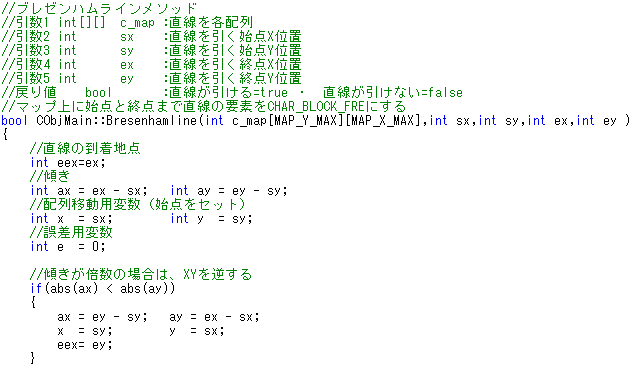 //ブレゼンハムラインメソッド
//引数1 int[][]  c_map :直線を各配列
//引数2 int      sx    :直線を引く始点X位置
//引数3 int      sy    :直線を引く始点Y位置
//引数4 int      ex    :直線を引く終点X位置
//引数5 int      ey    :直線を引く終点Y位置
//戻り値    bool       :直線が引ける=true ・ 直線が引けない=false
//マップ上に始点と終点まで直線の要素をCHAR_BLOCK_FREにする
bool CObjMain::Bresenhamline(int c_map[MAP_Y_MAX][MAP_X_MAX],int sx,int sy,int ex,int ey )
{
    //直線の到着地点
    int eex=ex;
    //傾き
    int ax = ex - sx;   int ay = ey - sy;
    //配列移動用変数（始点をセット）
    int x  = sx;        int y  = sy;
    //誤差用変数
    int e  = 0;
    //傾きが倍数の場合は、XYを逆する
    if(abs(ax) < abs(ay))
    {
        ax = ey - sy;   ay = ex - sx;
        x  = sy;        y  = sx;
        eex= ey;
    }